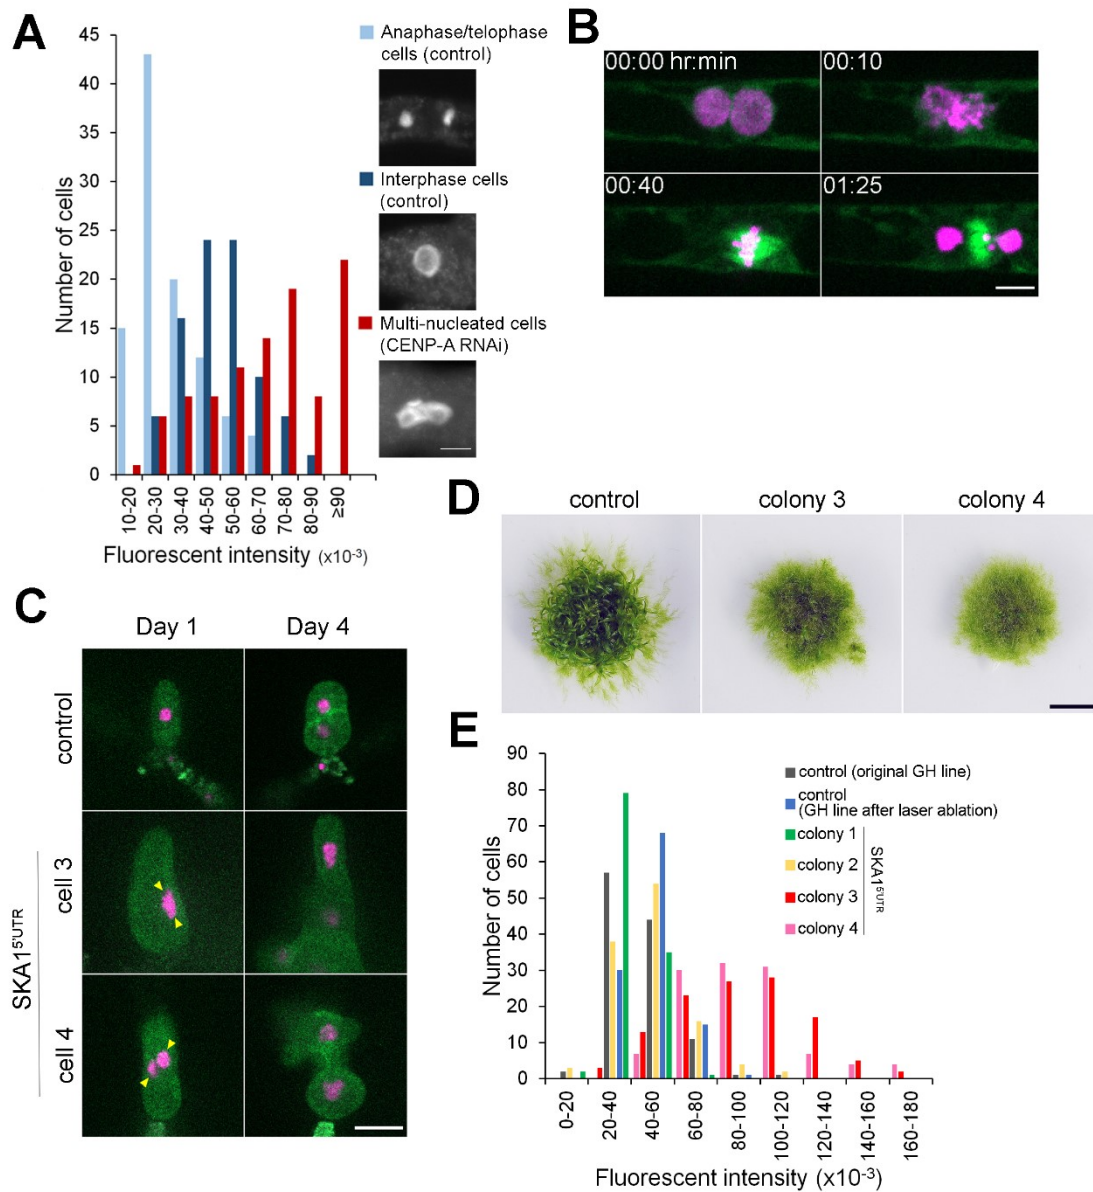 A
45
40
35
30
25
20
15
10
5
0
Number of cells
10-20
20-30
30-40
40-50
50-60
60-70
70-80
80-90
≥90
Fluorescent intensity (x10-3)
Anaphase/telophase
cells (control)
Interphase cells
(control)
Multi-nucleated cells
(CENP-A RNAi)
B
00:00 hr:min
00:10
00:40
01:25
C
Day 1
Day 4
control
SKA15'UTR
cell 3
cell 4
D
control
colony 3
colony 4
E
90
80
70
60
50
40
30
20
10
0
Number of cells
0-20
20-40
40-60
60-80
80-100
100-120
120-140
140-160
160-180
Fluorescent intensity (x10-3)
control (original GH line)
control
(GH line after laser ablation)
colony 1
colony 2
colony 3
colony 4
SKA15'UTR